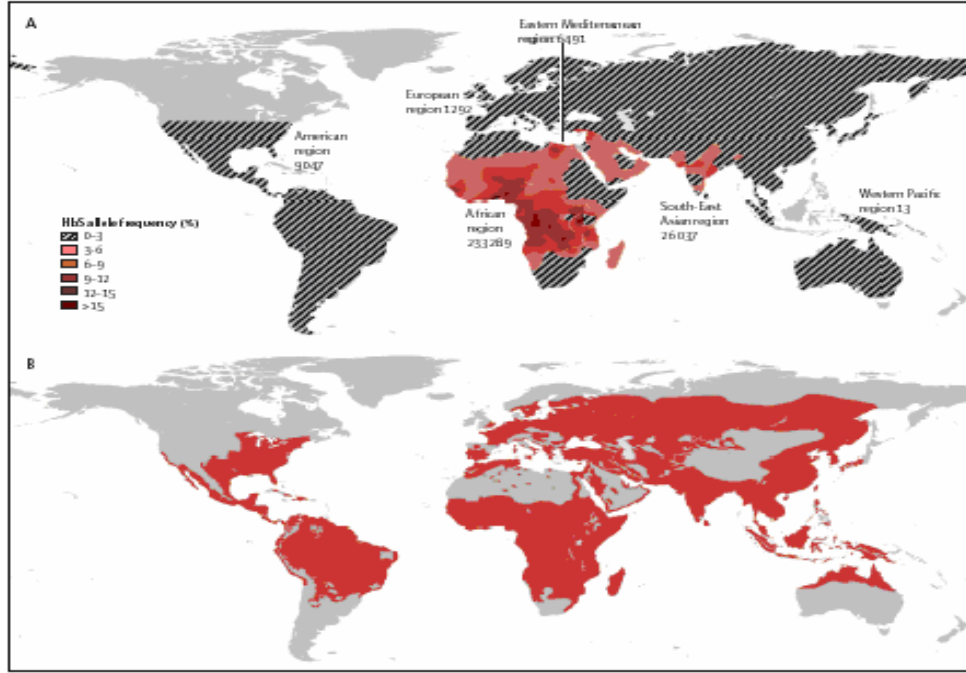 A
Eastern Mediterranean
region 6491
European
region 1292
American
region
9047
African
region
233289
South-East
Asian region
26037
Western Pacific
region 13
HbS allele frequency (%)
0–3
3–6
6–9
9–12
12–15
>15
B